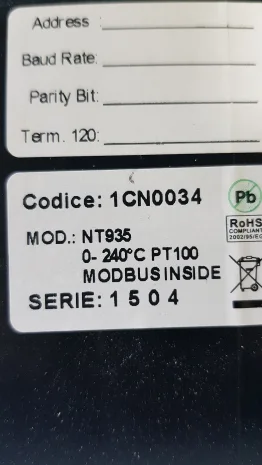 Address :
Baud Rate:
Parity Bit:
Term. 120:
Codice: 1CN0034
Pb
RoHS
COMPLIANT
2002/95/EC
MOD.: NT935
0- 240°C PT100
MODBUS INSIDE
SERIE: 1 5 0 4